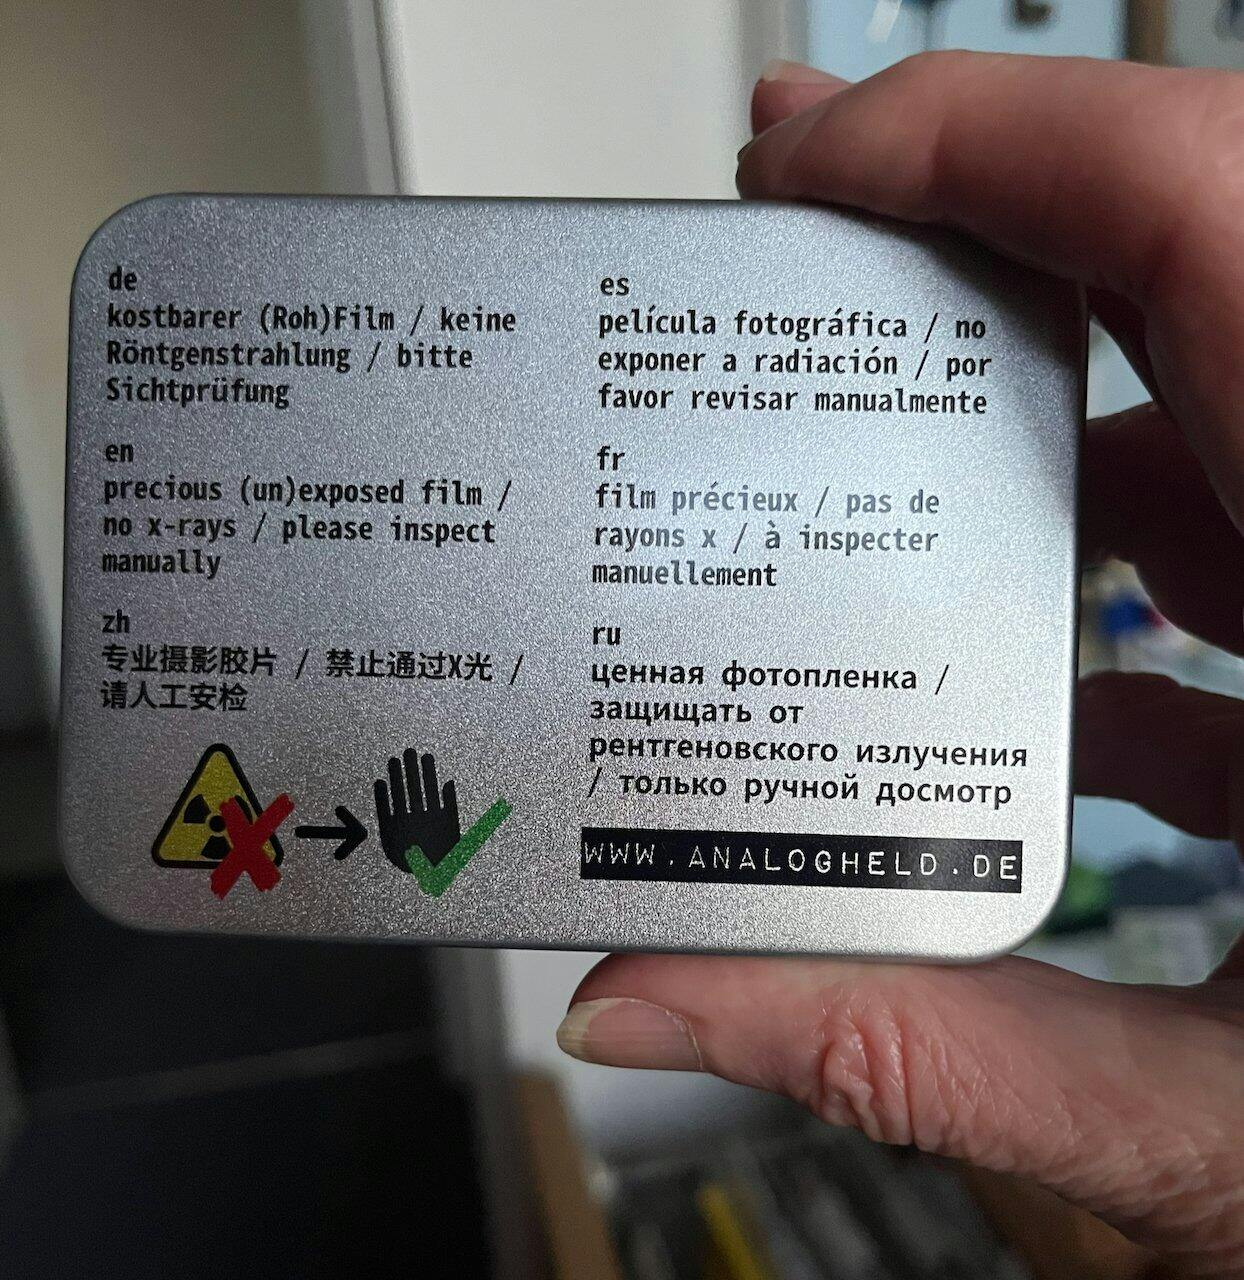 de
kostbarer (Roh)Film / keine
Röntgenstrahlung / bitte
Sichtprüfung
en
precious (un)exposed film /
no x-rays / please inspect
manually
zh
专业摄影胶片 / 禁止通过X光 /
请人工安检
es
película fotográfica / no
exponer a radiación / por
favor revisar manualmente
fr
film précieux / pas de
rayons x / à inspecter
manuellement
ru
ценная фотопленка /
защищать от
рентгеновского излучения
/ только ручной досмотр
WWW.ANALOGHELD.DE